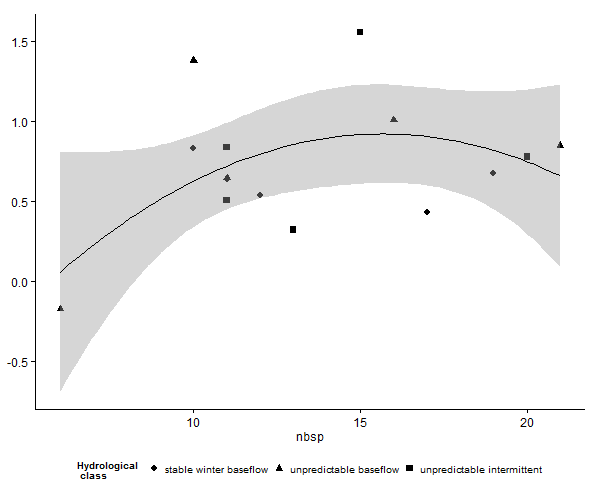 1.5
1.0
0.5
0.0
-0.5
10 15 20
nbsp
Hydrological
class
stable winter baseflow unpredictable baseflow unpredictable intermittent